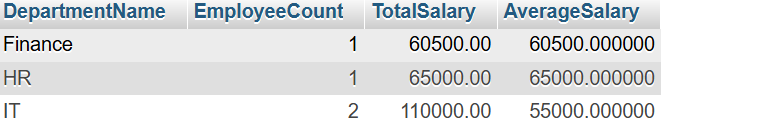 DepartmentName EmployeeCount TotalSalary AverageSalary
Finance 1 60500.00 60500.000000
HR 1 65000.00 65000.000000
IT 2 110000.00 55000.000000